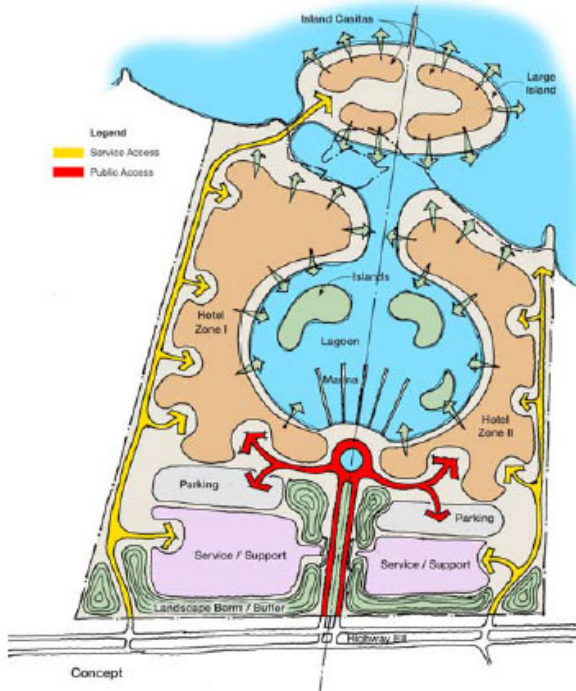 Island Casitas
Large
Island
Legend
Service Access
Public Access
Islands
Hotel
Zone I
Lagoon
Marina
Hotel
Zone II
Parking
Parking
Service / Support
Service / Support
Landscape Berm / Buffer
Highway
Concept